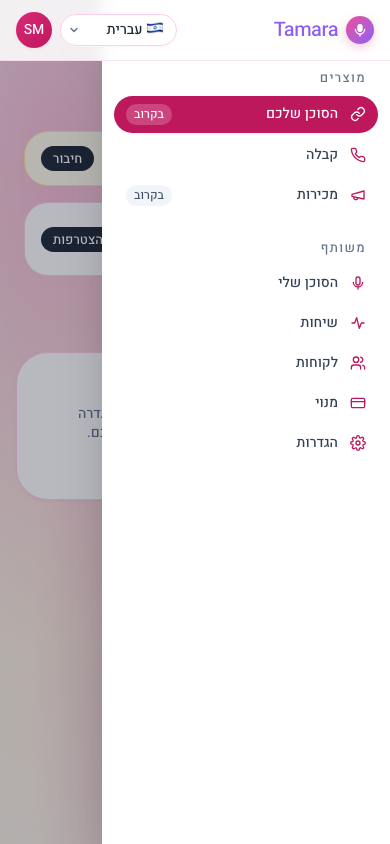 Tamara
🇮🇱 עברית
SM
מוצרים
הסוכן שלכם
בקרוב
קבלה
מכירות
בקרוב
משותף
הסוכן שלי
שיחות
לקוחות
מנוי
הגדרות
חיבור
הצטרפות